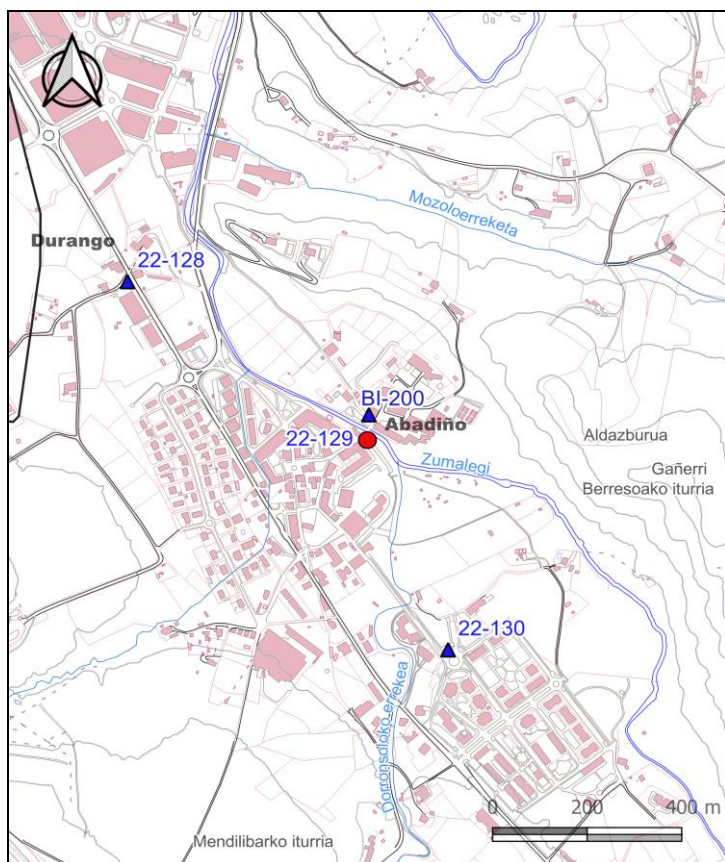 Mozoloerreketa
Durango
22-128
BI-200
Abadiño
22-129
Aldazburua
Zumalegi
Gañerri
Berresoako iturria
22-130
Dorronsoloko errekea
0 200 400 m
Mendilibarko iturria